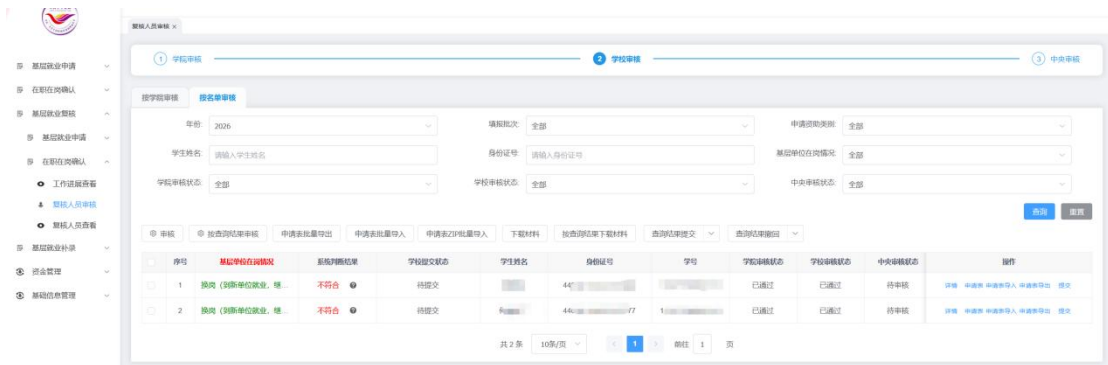 复核人员审核 ×
1 学院审核
2 学校审核
3 中央审核
基层就业申请
在职在岗确认
基层就业复核
基层就业申请
在职在岗确认
工作进展查看
复核人员审核
复核人员查看
基层就业补录
资金管理
基础信息管理
按学院审核 按名单审核
年份: 2026 填报批次: 全部 申请资助类别: 全部
学生姓名: 请输入学生姓名 身份证号: 请输入身份证号 基层单位在岗情况: 全部
学院审核状态: 全部 学校审核状态: 全部 中央审核状态: 全部
查询 重置
审核 按查询结果审核 申请表批量导出 申请表批量导入 申请表ZIP批量导入 下载材料 按查询结果下载材料 查询结果提交 查询结果撤回
序号 基层单位在岗情况 系统判断结果 学校提交状态 学生姓名 身份证号 学号 学院审核状态 学校审核状态 中央审核状态 操作
1 换岗（到新单位就业，继... 不符合 待提交 44 已通过 已通过 待审核 详情 申请表 申请表导入 申请表导出 提交
2 换岗（到新单位就业，继... 不符合 待提交 44 77 1 已通过 已通过 待审核 详情 申请表 申请表导入 申请表导出 提交
共 2 条 10条/页 < 1 > 前往 1 页